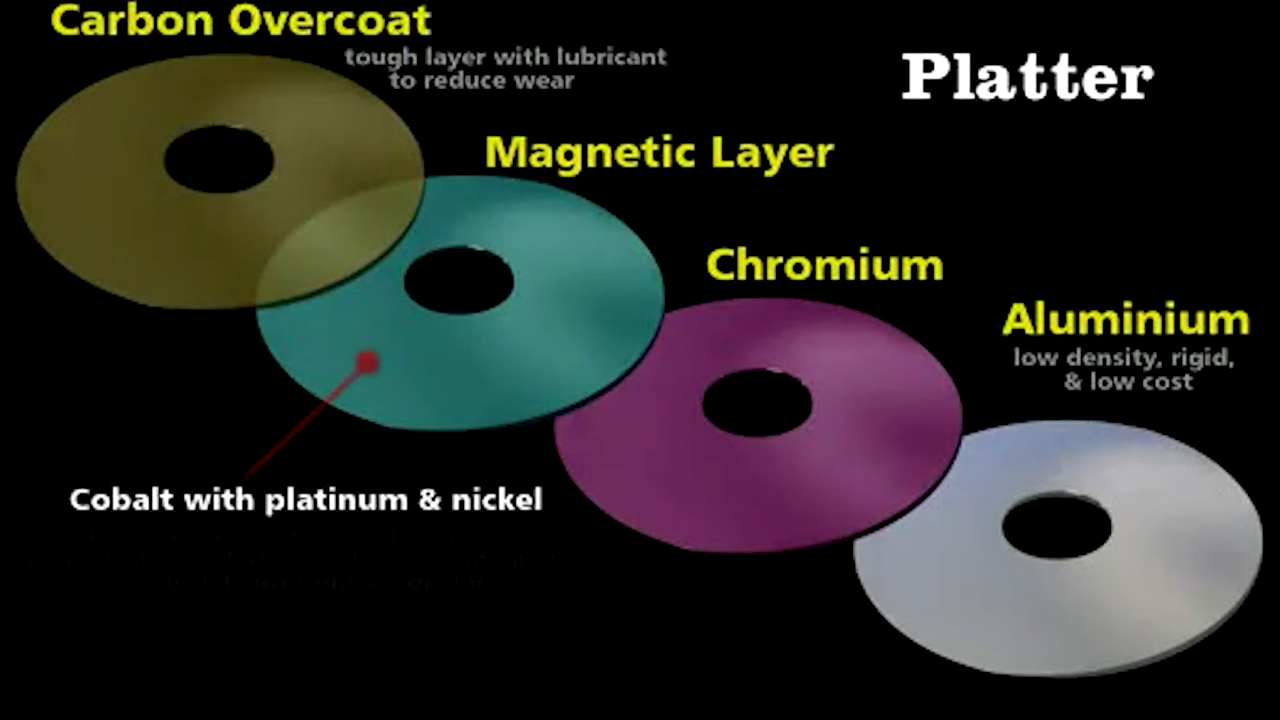 Carbon Overcoat
tough layer with lubricant
to reduce wear
Platter
Magnetic Layer
Chromium
Aluminium
low density, rigid,
& low cost
Cobalt with platinum & nickel